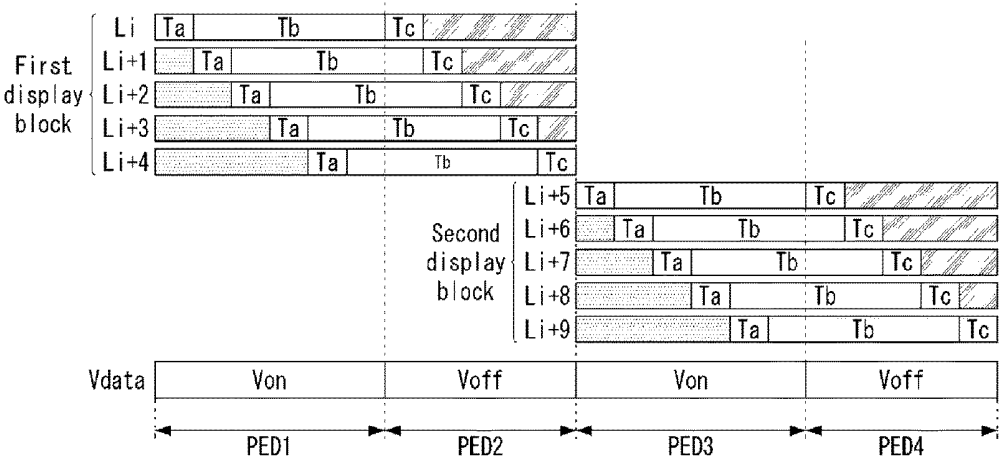 First
display
block
Li Ta Tb Tc
Li+1 Ta Tb Tc
Li+2 Ta Tb Tc
Li+3 Ta Tb Tc
Li+4 Ta Tb Tc
Second
display
block
Li+5 Ta Tb Tc
Li+6 Ta Tb Tc
Li+7 Ta Tb Tc
Li+8 Ta Tb Tc
Li+9 Ta Tb Tc
Vdata Von Voff Von Voff
PED1 PED2 PED3 PED4